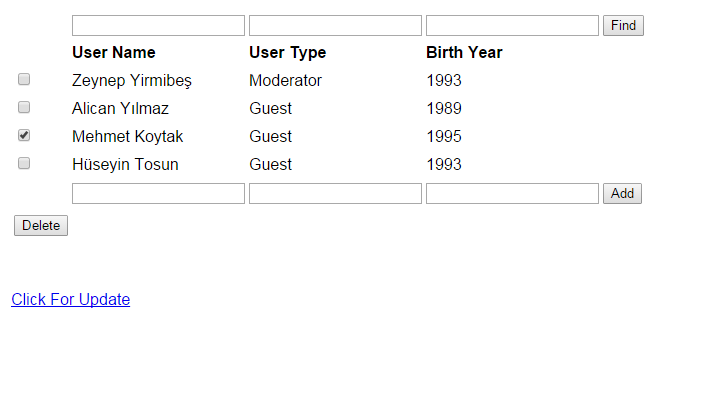 Find
User Name User Type Birth Year
Zeynep Yirmibeş Moderator 1993
Alican Yılmaz Guest 1989
Mehmet Koytak Guest 1995
Hüseyin Tosun Guest 1993
Add
Delete
Click For Update